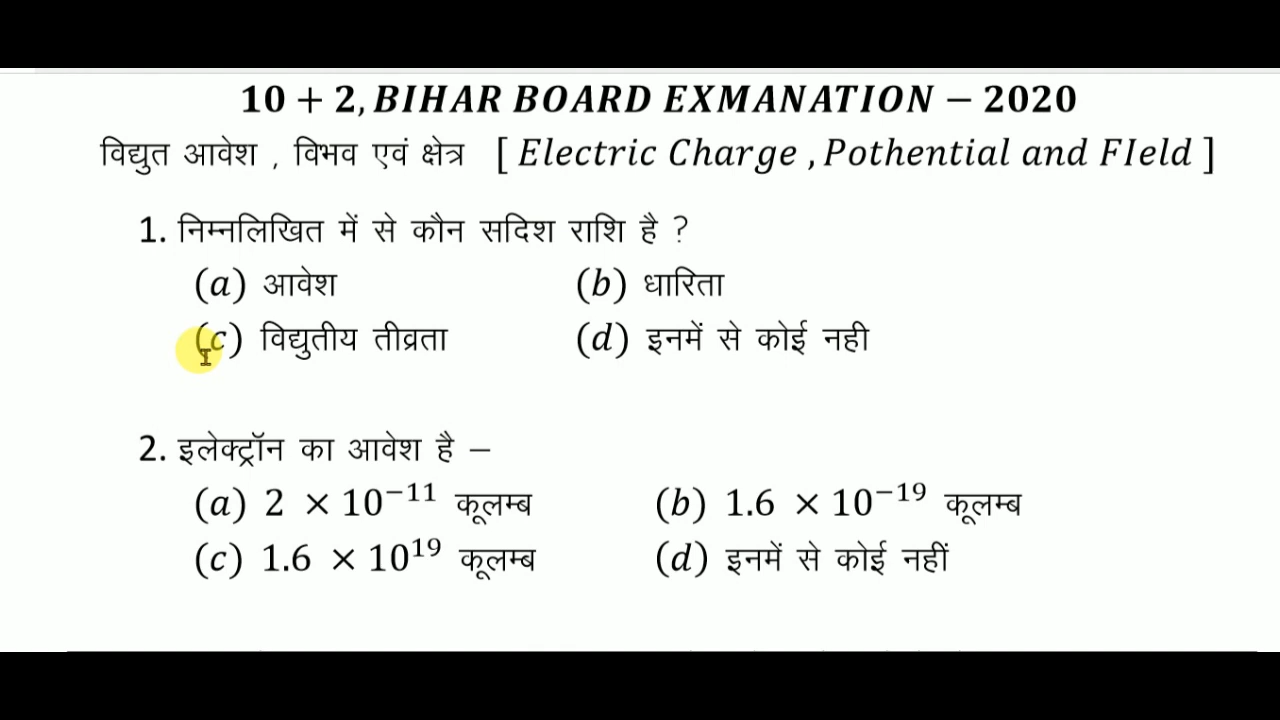 10 + 2, BIHAR BOARD EXMANATION – 2020
विद्युत आवेश , विभव एवं क्षेत्र [ Electric Charge , Pothential and FIeld ]
1. निम्नलिखित में से कौन सदिश राशि है ?
(a) आवेश (b) धारिता
(c) विद्युतीय तीव्रता (d) इनमें से कोई नही
2. इलेक्ट्रॉन का आवेश है –
(a) 2 × 10⁻¹¹ कूलम्ब (b) 1.6 × 10⁻¹⁹ कूलम्ब
(c) 1.6 × 10¹⁹ कूलम्ब (d) इनमें से कोई नहीं